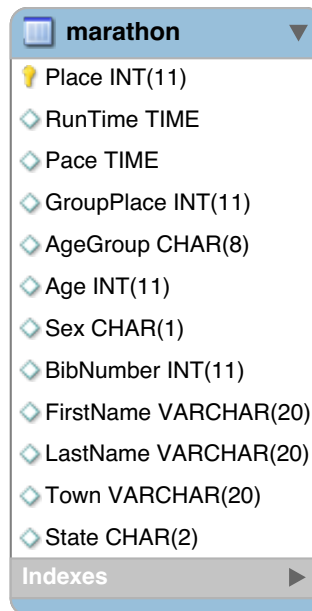 marathon
Place INT(11)
RunTime TIME
Pace TIME
GroupPlace INT(11)
AgeGroup CHAR(8)
Age INT(11)
Sex CHAR(1)
BibNumber INT(11)
FirstName VARCHAR(20)
LastName VARCHAR(20)
Town VARCHAR(20)
State CHAR(2)
Indexes